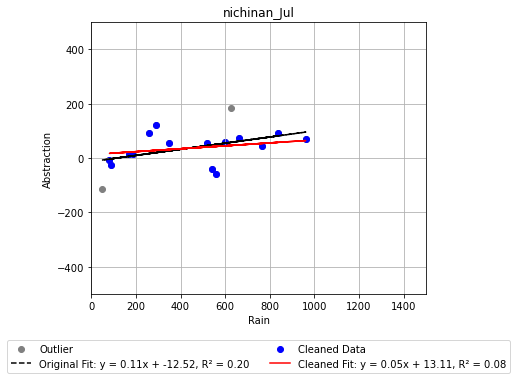 nichinan_Jul
400
200
0
−200
−400
Abstraction
0
200
400
600
800
1000
1200
1400
Rain
Outlier
Cleaned Data
Original Fit: y = 0.11x + -12.52, R² = 0.20
Cleaned Fit: y = 0.05x + 13.11, R² = 0.08